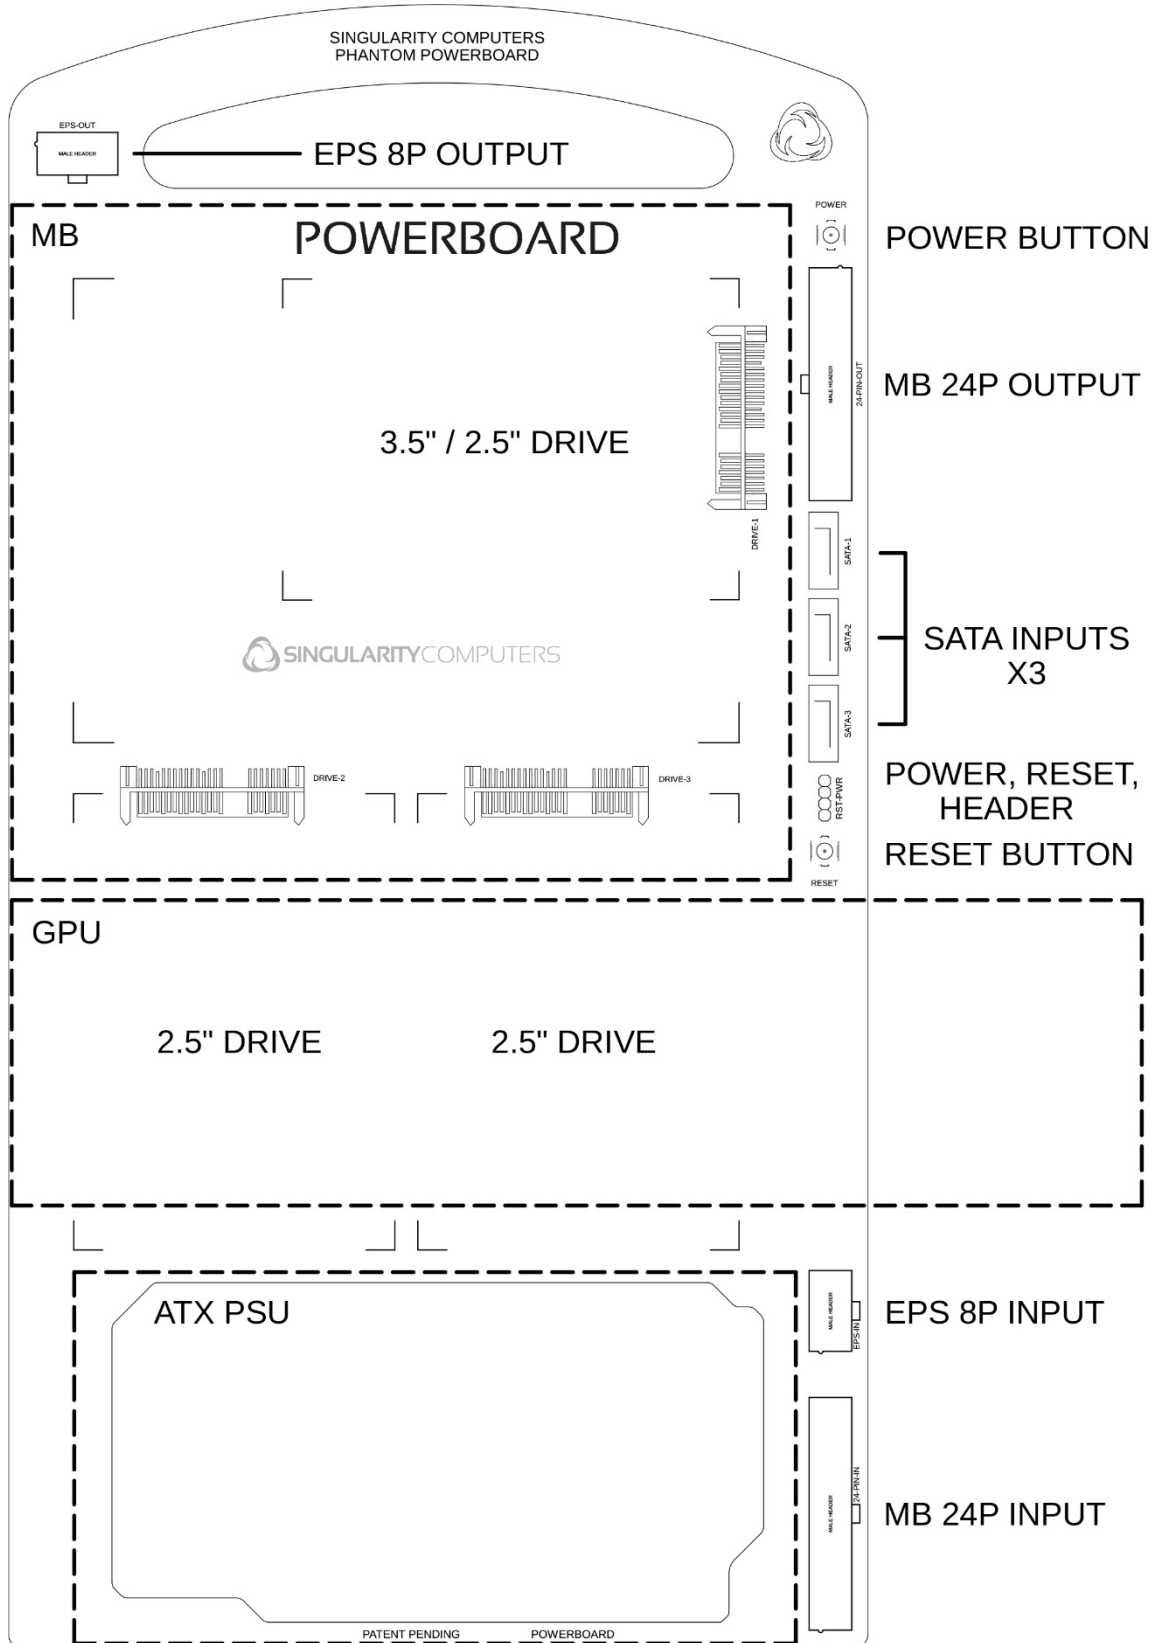 SINGULARITY COMPUTERS
PHANTOM POWERBOARD
EPS-OUT
MALE HEADER
EPS 8P OUTPUT
POWER
MB
POWERBOARD
POWER BUTTON
MALE HEADER
24-PIN-OUT
MB 24P OUTPUT
3.5" / 2.5" DRIVE
DRIVE-1
SATA-1
SATA-2
SATA-3
SATA INPUTS
X3
SINGULARITYCOMPUTERS
DRIVE-2
DRIVE-3
RST-PWR
POWER, RESET,
HEADER
RESET BUTTON
RESET
GPU
2.5" DRIVE
2.5" DRIVE
ATX PSU
MALE HEADER
EPS-IN
EPS 8P INPUT
MALE HEADER
24-PIN-IN
MB 24P INPUT
PATENT PENDING
POWERBOARD